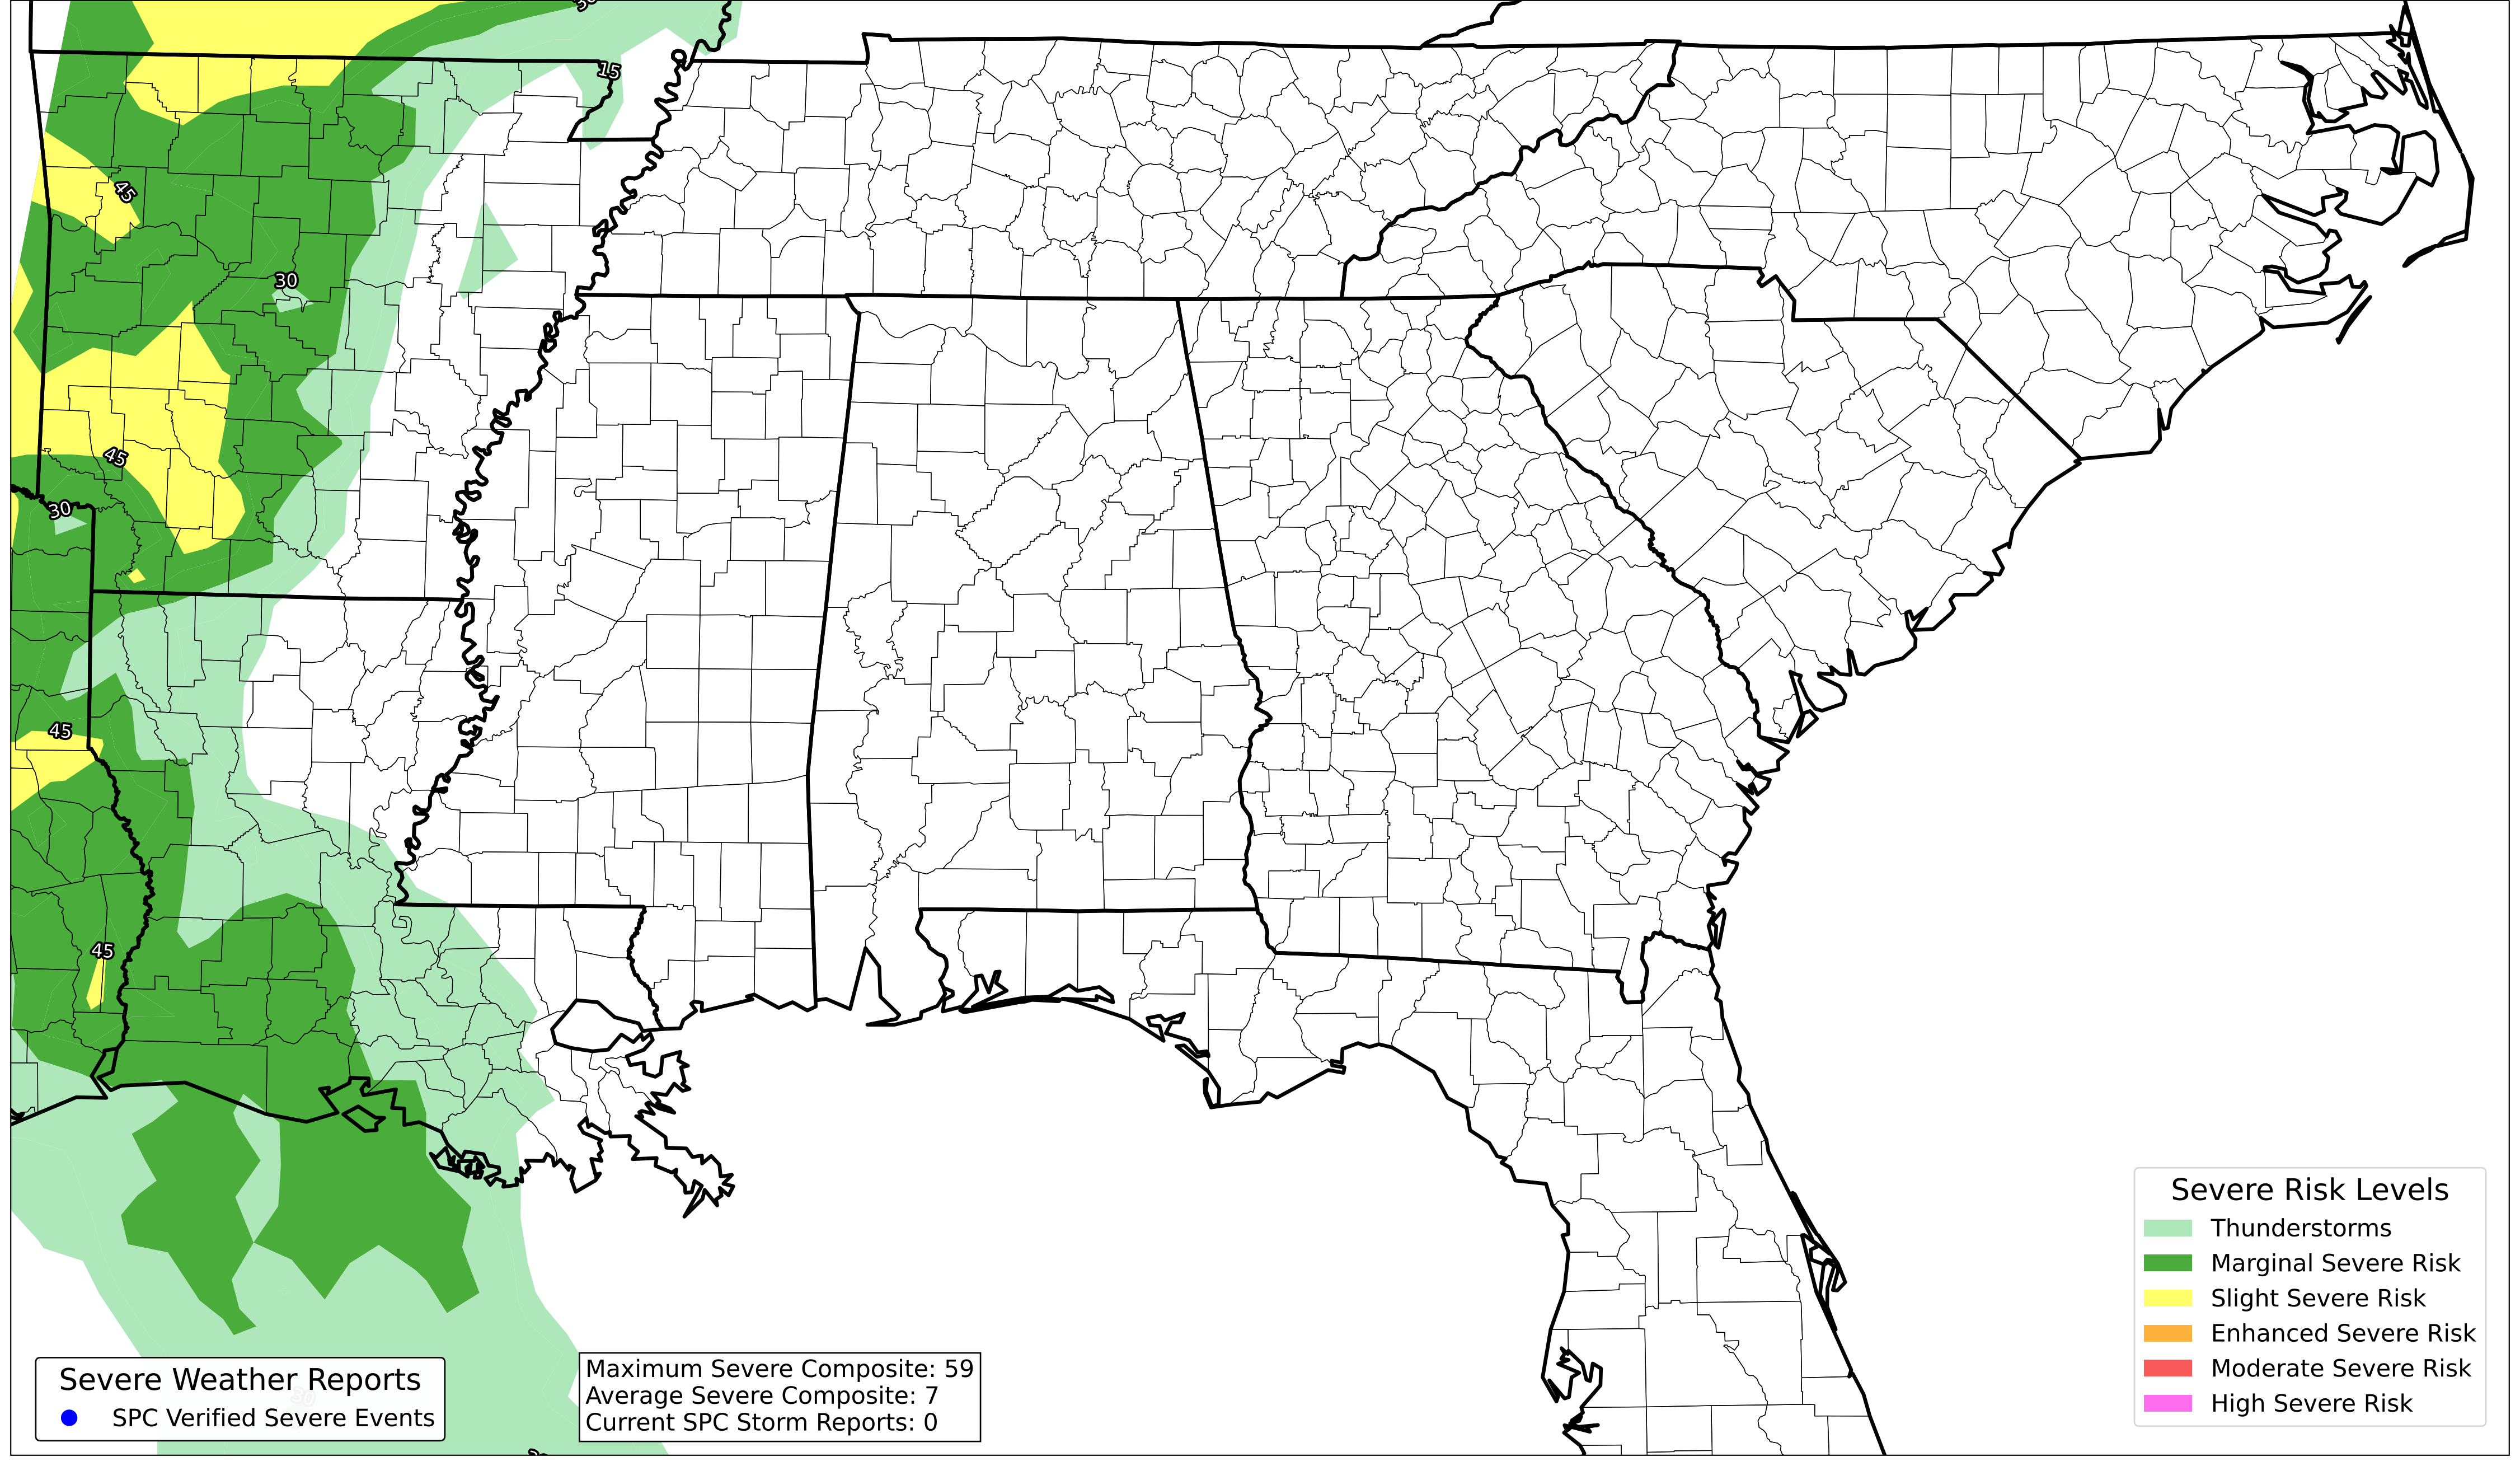 15
45
30
45
30
45
45
Severe Risk Levels
Thunderstorms
Marginal Severe Risk
Slight Severe Risk
Enhanced Severe Risk
Moderate Severe Risk
High Severe Risk
Maximum Severe Composite: 59
Average Severe Composite: 7
Current SPC Storm Reports: 0
Severe Weather Reports
SPC Verified Severe Events